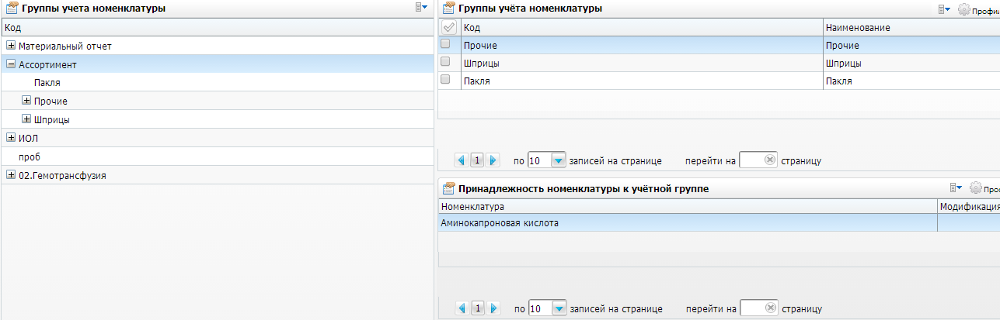 Группы учета номенклатуры
Код
Материальный отчет
Ассортимент
Пакля
Прочие
Шприцы
ИОЛ
проб
02.Гемотрансфузия
Группы учёта номенклатуры
Профил
Код Наименование
Прочие Прочие
Шприцы Шприцы
Пакля Пакля
1 по 10 записей на странице перейти на страницу
Принадлежность номенклатуры к учётной группе
Проф
Номенклатура Модификация
Аминокапроновая кислота
1 по 10 записей на странице перейти на страницу